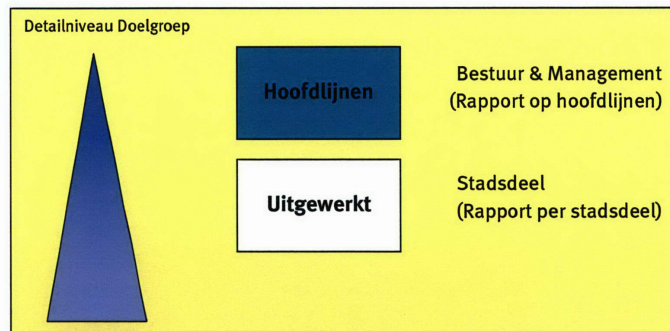 Detailniveau Doelgroep
Hoofdlijnen
Bestuur & Management
(Rapport op hoofdlijnen)
Uitgewerkt
Stadsdeel
(Rapport per stadsdeel)